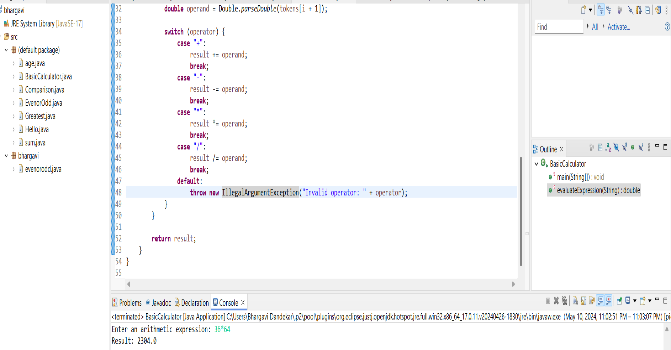 bhargavi
JRE System Library [JavaSE-17]
src
(default package)
age.java
BasicCalculator.java
Comparison.java
EvenorOdd.java
Greatest.java
Hello.java
sum.java
bhargavi
evenorodd.java
32 double operand = Double.parseDouble(tokens[i + 1]);
33
34 switch (operator) {
35 case "+":
36 result += operand;
37 break;
38 case "-":
39 result -= operand;
40 break;
41 case "*":
42 result *= operand;
43 break;
44 case "/":
45 result /= operand;
46 break;
47 default:
48 throw new IllegalArgumentException("Invalid operator: " + operator);
49 }
50 }
51
52 return result;
53 }
54 }
55
Find
All
Activate...
Outline
BasicCalculator
main(String[]) : void
evaluateExpression(String) : double
Problems Javadoc Declaration Console
<terminated> BasicCalculator [Java Application] C:\Users\Bhargavi Dandekar\.p2\pool\plugins\org.eclipse.justj.openjdk.hotspot.jre.full.win32.x86_64_17.0.11.v20240426-1830\jre\bin\javaw.exe (May 10, 2024, 11:02:51 PM – 11:03:07 PM)
Enter an arithmetic expression: 36*64
Result: 2304.0